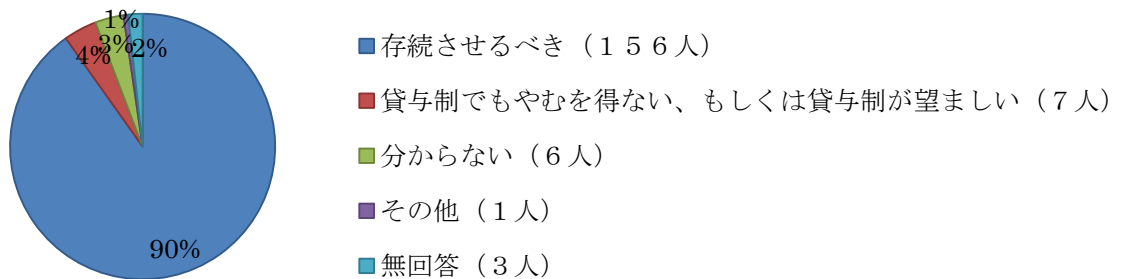 1%
3%
2%
4%
90%
存続させるべき（１５６人）
貸与制でもやむを得ない、もしくは貸与制が望ましい（７人）
分からない（６人）
その他（１人）
無回答（３人）